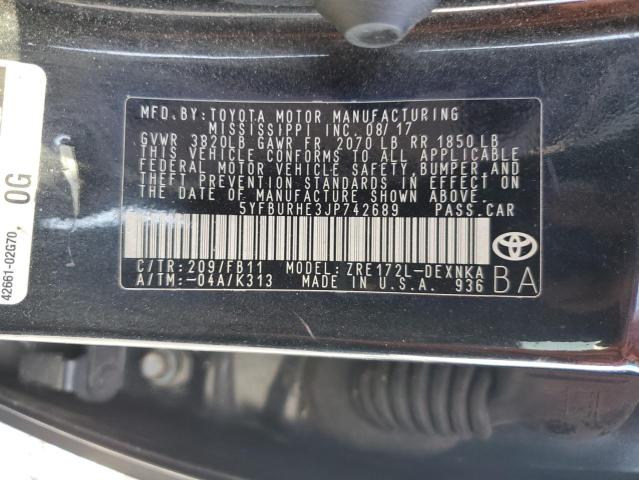 MFD.BY:TOYOTA MOTOR MANUFACTURING
MISSISSIPPI INC. 08/17
GVWR 3820LB GAWR FR 2070 LB RR 1850LB
THIS VEHICLE CONFORMS TO ALL APPLICABLE
FEDERAL MOTOR VEHICLE SAFETY,BUMPER,AND
THEFT PREVENTION STANDARDS IN EFFECT ON
THE DATE OF MANUFACTURE SHOWN ABOVE.
5YFBURHE3JP742689 PASS.CAR
C/TR:209/FB11 MODEL:ZRE172L-DEXNKA
A/TM:-04A/K313 MADE IN U.S.A. 936
BA
42661-02G70
0G